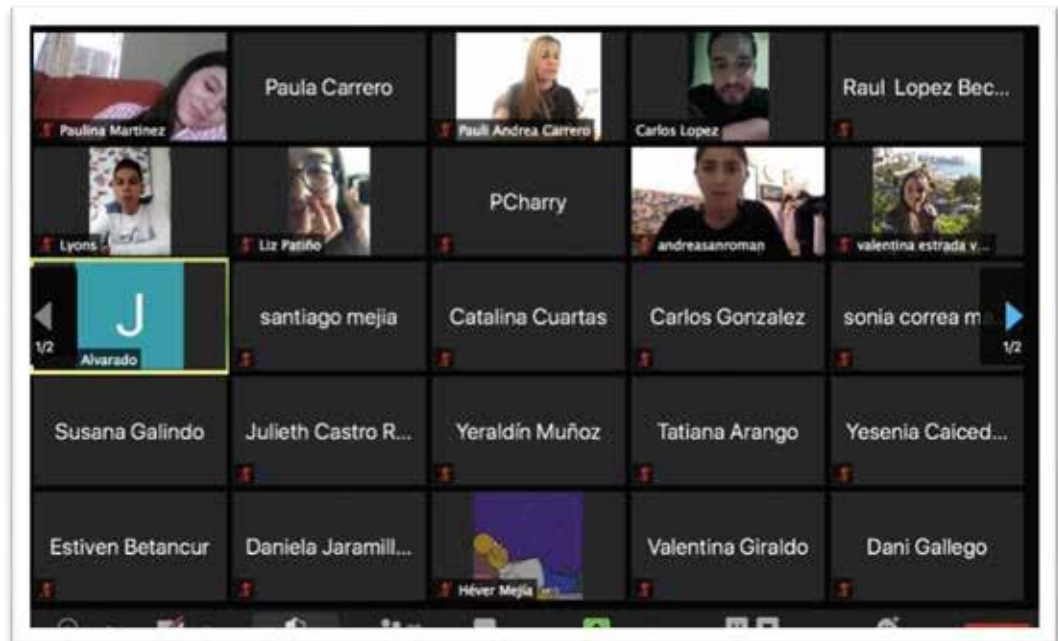 Paulina Martinez
Paula Carrero
Pauli Andrea Carrero
Carlos Lopez
Raul Lopez Bec...
Lyons
Liz Patiño
PCharry
andreasanroman
valentina estrada v...
1/2
J
Alvarado
santiago mejia
Catalina Cuartas
Carlos Gonzalez
sonia correa ma
1/2
Susana Galindo
Julieth Castro R...
Yeraldín Muñoz
Tatiana Arango
Yesenia Caiced...
Estiven Betancur
Daniela Jaramill...
Héver Mejía
Valentina Giraldo
Dani Gallego